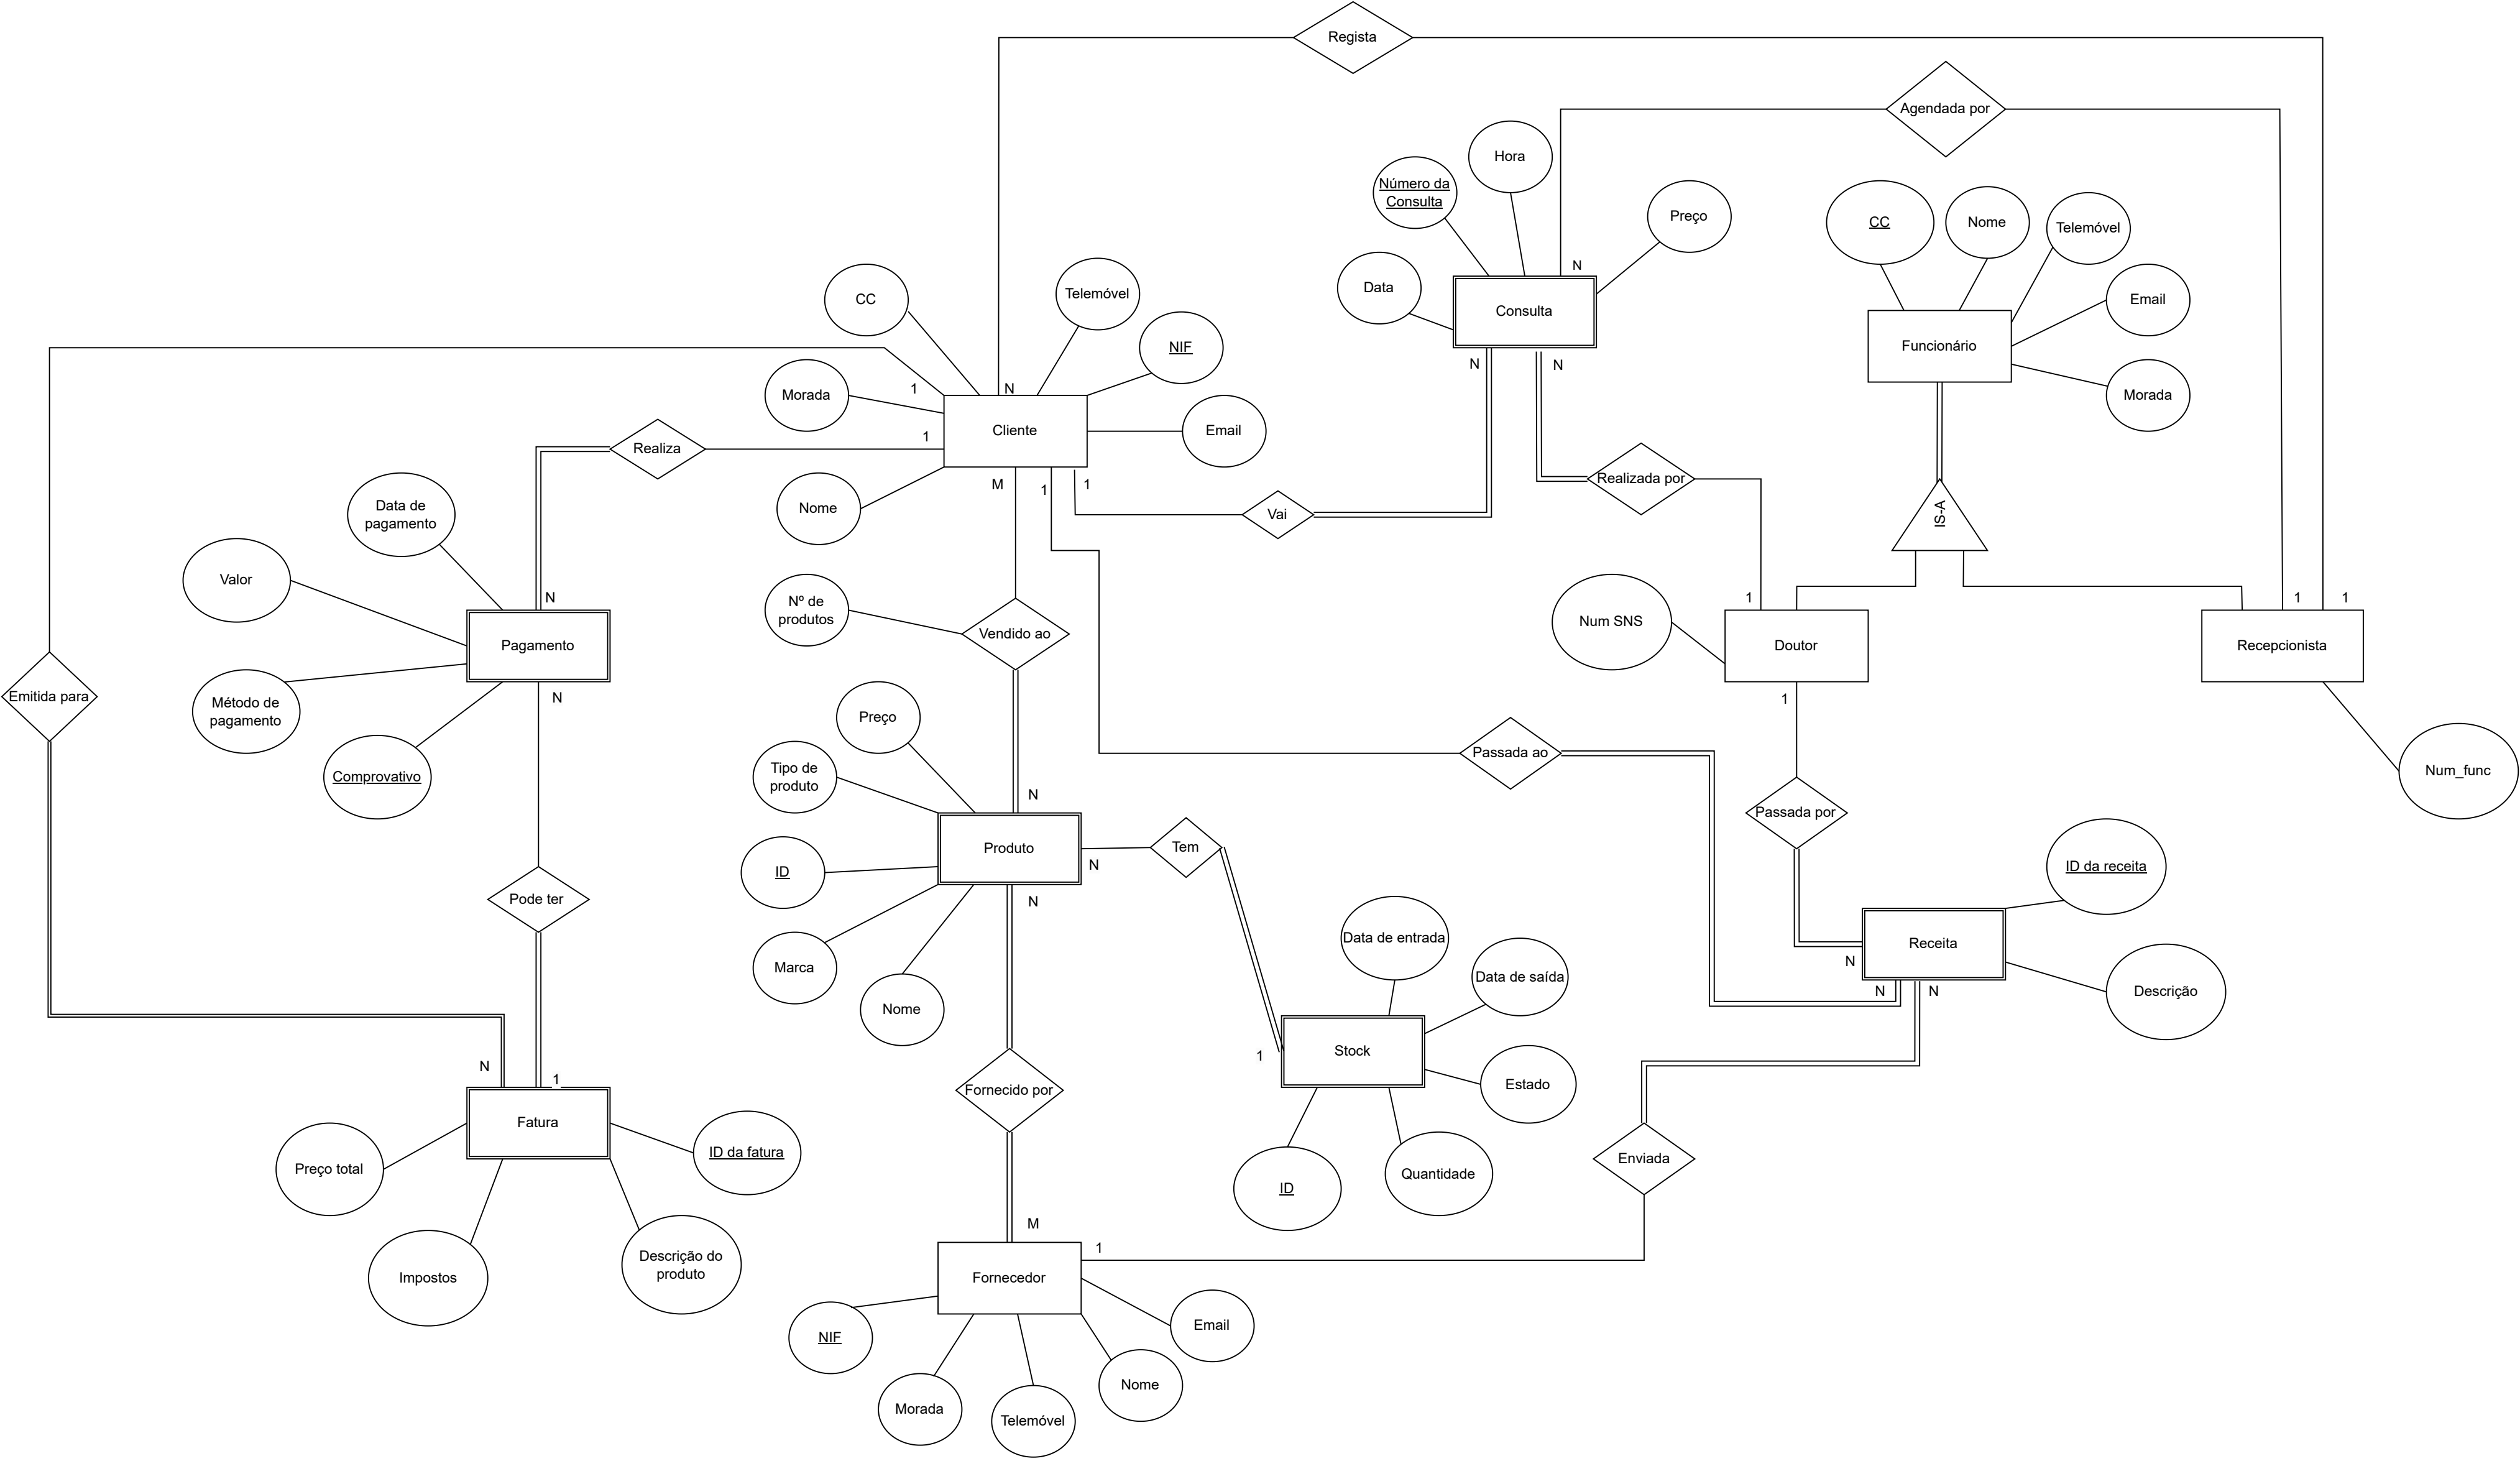 Regista
Agendada por
Hora
Número da
Consulta
Preço
CC
Nome
Telemóvel
Data
N
Consulta
Email
Funcionário
Morada
CC
Telemóvel
NIF
Morada
1
N
Cliente
Email
1
Realiza
Nome
M
1
1
Vai
N
N
Realizada por
IS-A
Data de
pagamento
Valor
N
Pagamento
Método de
pagamento
N
Comprovativo
Emitida para
Nº de
produtos
Vendido ao
Num SNS
1
Doutor
1
1
1
Recepcionista
Num_func
Preço
Tipo de
produto
Passada ao
N
Passada por
ID
Produto
N
Tem
N
Marca
Nome
Pode ter
ID da receita
Receita
N
N
N
Descrição
Data de entrada
Data de saída
Stock
1
Estado
ID
Quantidade
Fornecido por
N
1
Fatura
Preço total
ID da fatura
Impostos
Descrição do
produto
Enviada
M
1
Fornecedor
NIF
Email
Nome
Morada
Telemóvel